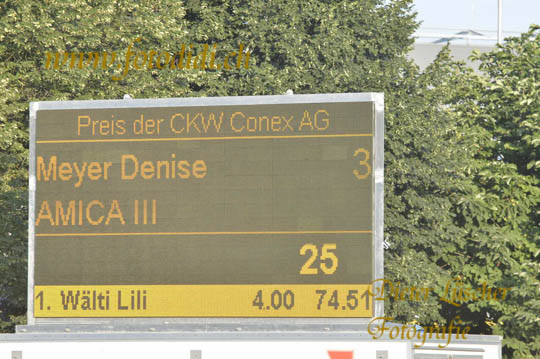 www.fotodidi.ch
Preis der CKW Conex AG
Meyer Denise 3
AMICA III
25
1. Wälti Lili 4.00 74.51
Dieter Lüscher
Fotografie